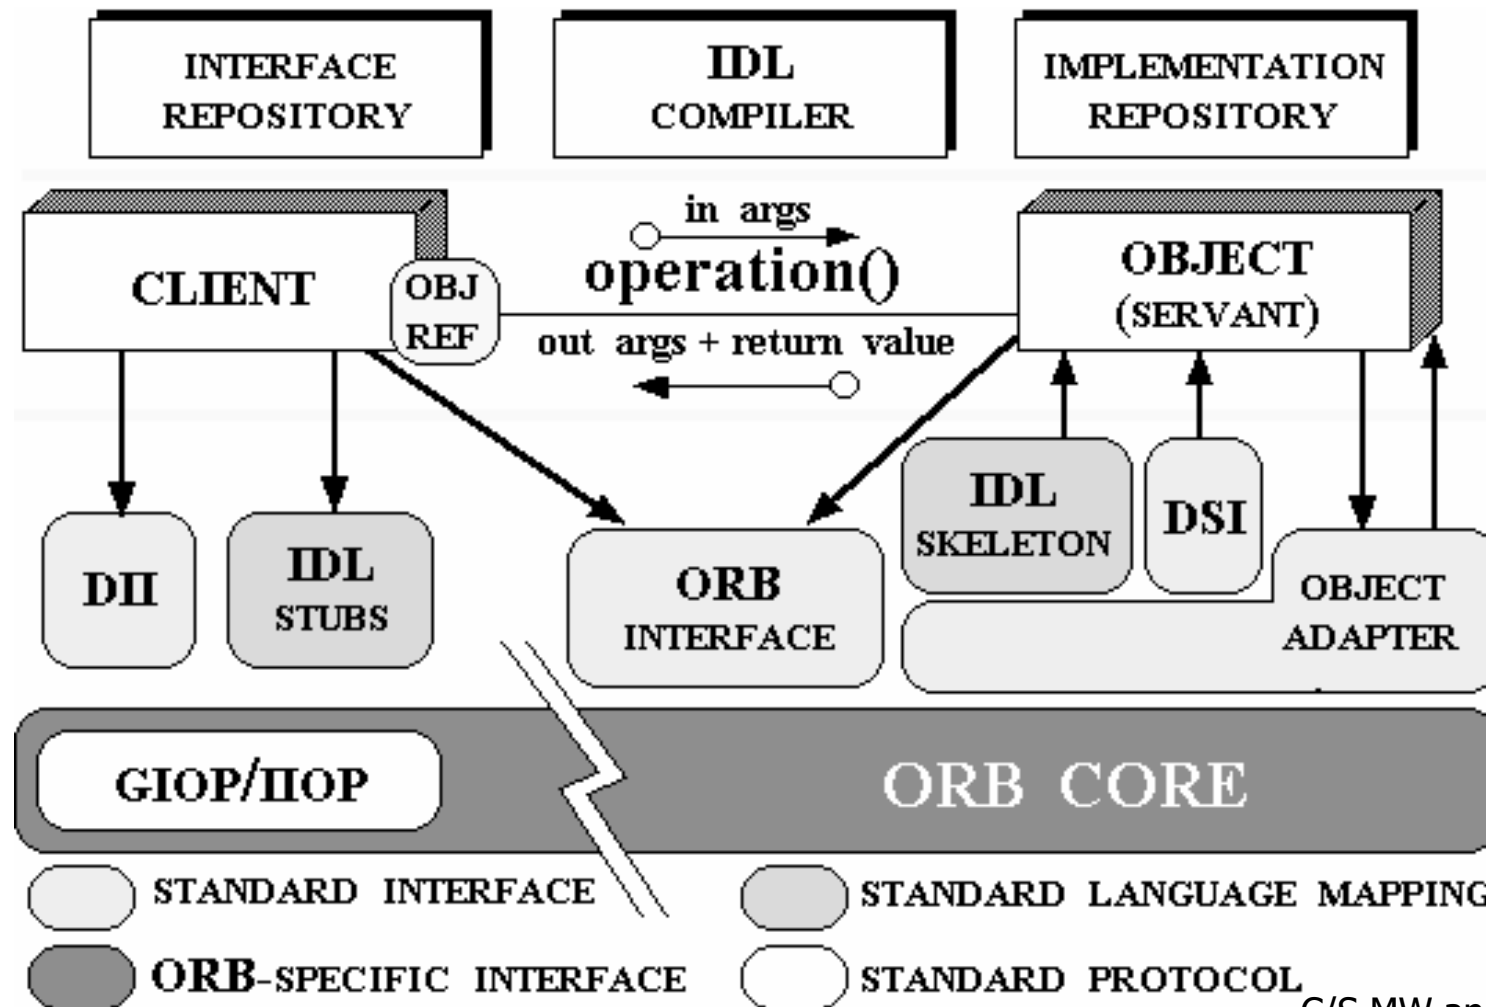 INTERFACE
REPOSITORY
IDL
COMPILER
IMPLEMENTATION
REPOSITORY
in args
operation()
out args + return value
CLIENT
OBJ
REF
OBJECT
(SERVANT)
DII
IDL
STUBS
ORB
INTERFACE
IDL
SKELETON
DSI
OBJECT
ADAPTER
GIOP/IIOP
ORB CORE
STANDARD INTERFACE
STANDARD LANGUAGE MAPPING
ORB-SPECIFIC INTERFACE
STANDARD PROTOCOL